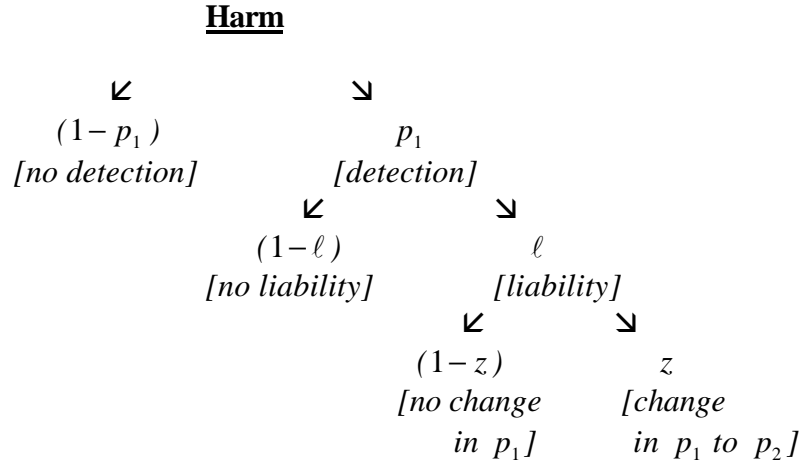 Harm
(1− p₁ ) p₁
[no detection] [detection]
(1− ℓ ) ℓ
[no liability] [liability]
(1− z ) z
[no change [change
in p₁ ] in p₁ to p₂ ]